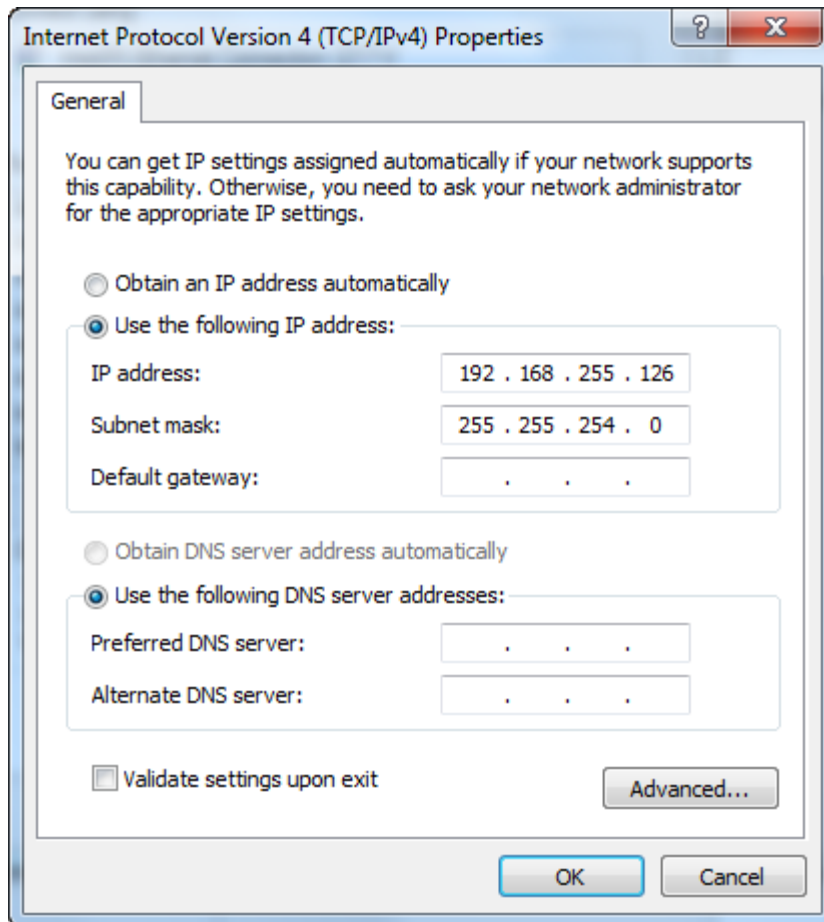 Internet Protocol Version 4 (TCP/IPv4) Properties
General
You can get IP settings assigned automatically if your network supports
this capability. Otherwise, you need to ask your network administrator
for the appropriate IP settings.
Obtain an IP address automatically
Use the following IP address:
IP address: 192 . 168 . 255 . 126
Subnet mask: 255 . 255 . 254 . 0
Default gateway: . . .
Obtain DNS server address automatically
Use the following DNS server addresses:
Preferred DNS server: . . .
Alternate DNS server: . . .
Validate settings upon exit
Advanced...
OK Cancel